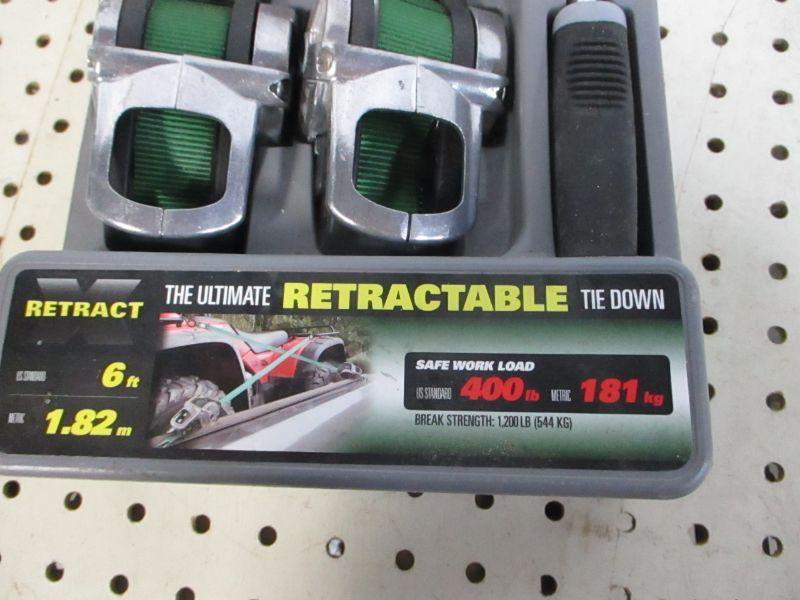 X RETRACT
THE ULTIMATE RETRACTABLE TIE DOWN
US STANDARD 6 ft
METRIC 1.82 m
SAFE WORK LOAD
US STANDARD 400 lb METRIC 181 kg
BREAK STRENGTH: 1,200 LB (544 KG)